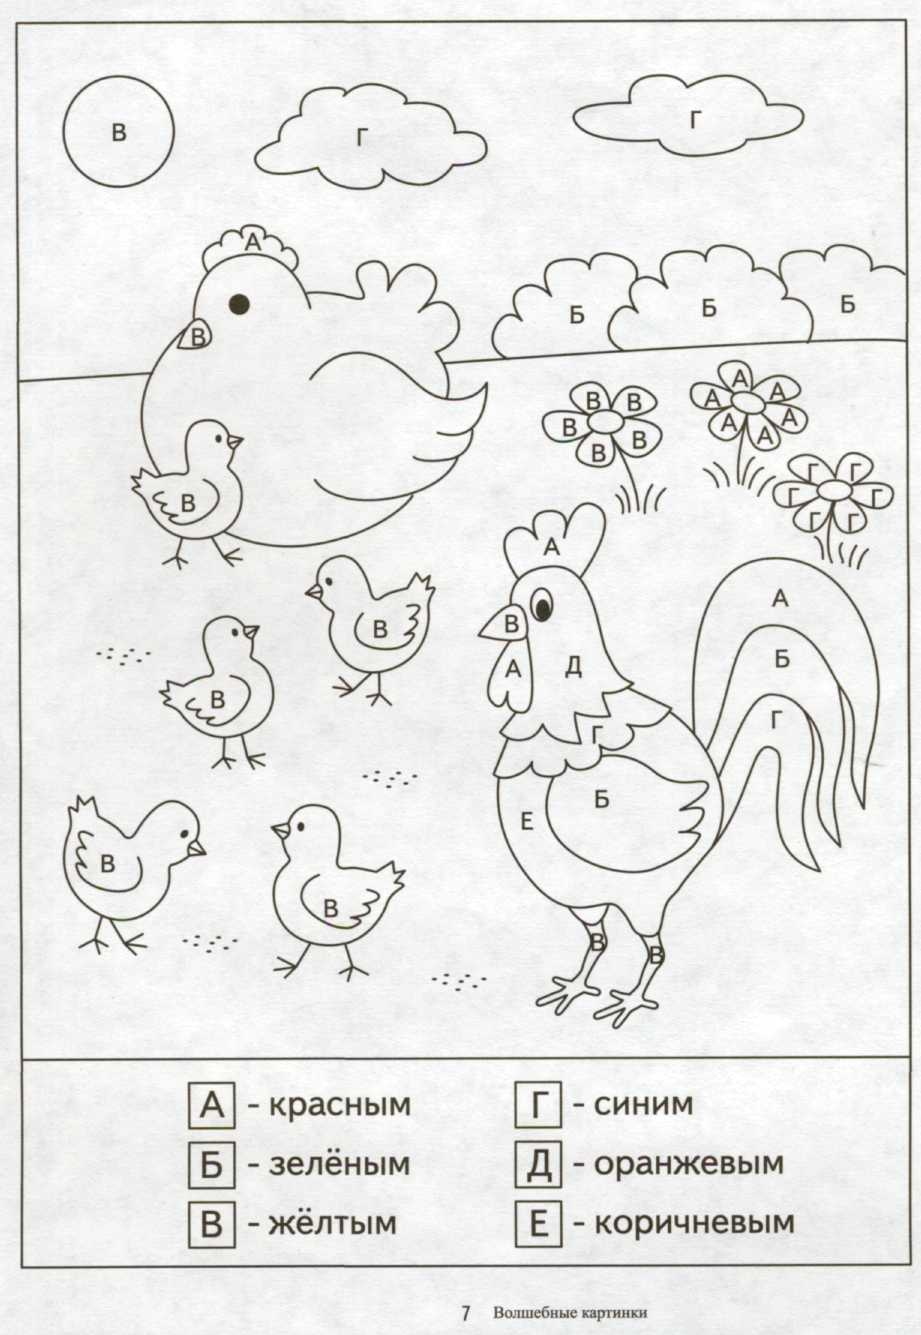 В
Г
Г
А
В
Б
Б
Б
В В
В В
В
А
А А
А А
А
Г Г
Г Г
Г Г
В
А
В
А
Д
Г
Е
Б
А
Б
Г
В
В
В
В
В
В
А - красным
Г - синим
Б - зелёным
Д - оранжевым
В - жёлтым
Е - коричневым
7 Волшебные картинки